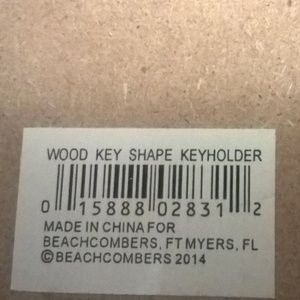 WOOD KEY SHAPE KEYHOLDER
0 15888 02831 2
MADE IN CHINA FOR
BEACHCOMBERS, FT MYERS, FL
©BEACHCOMBERS 2014